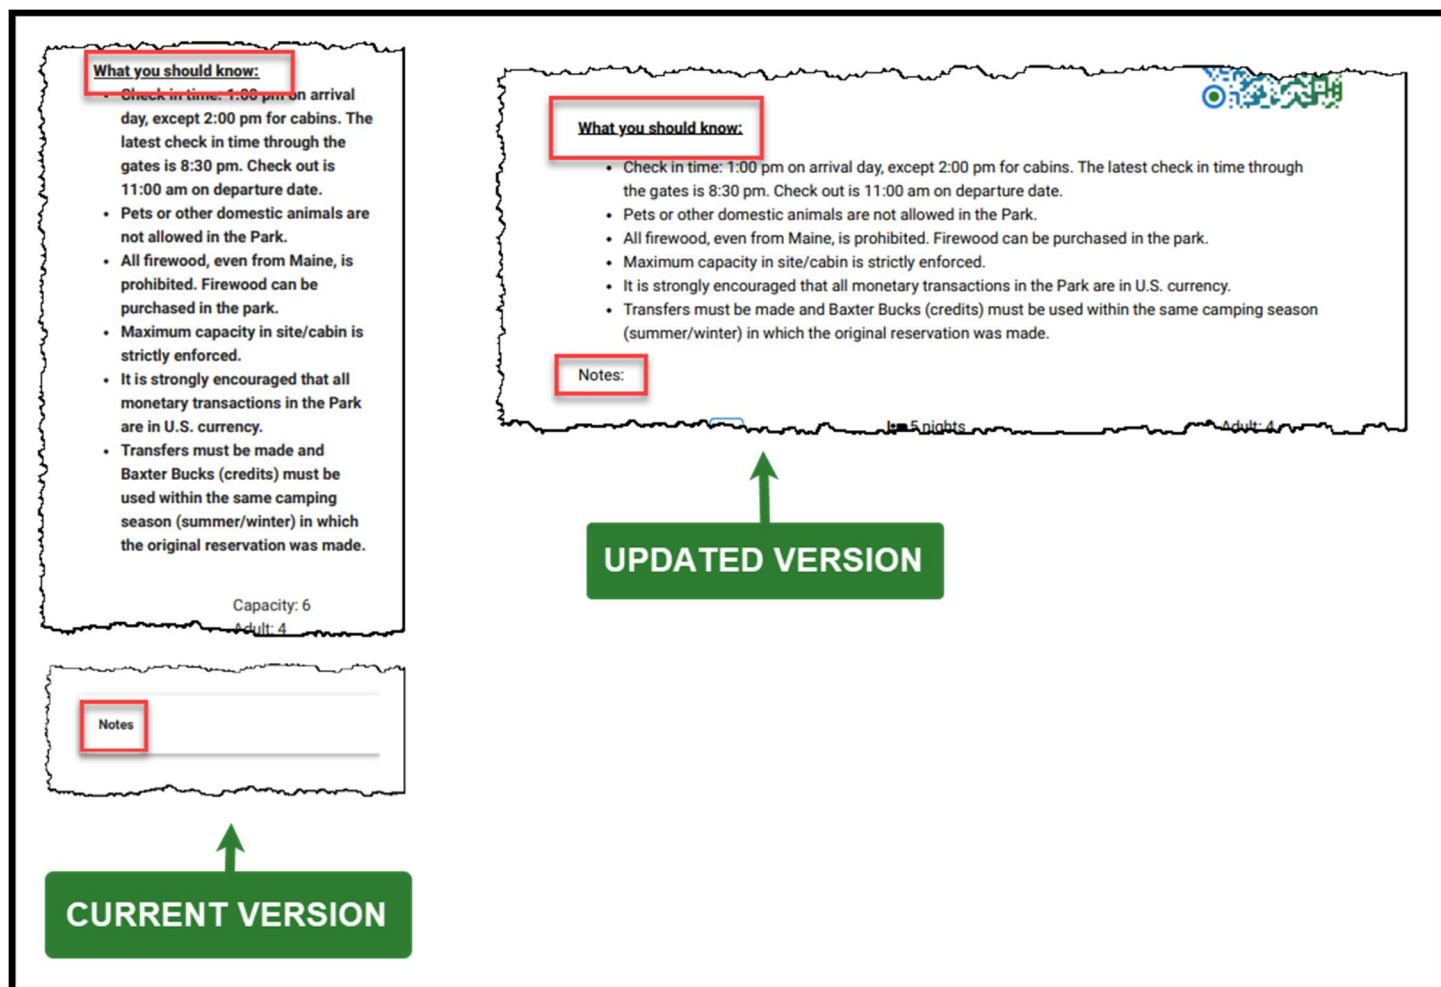 What you should know:
• Check in time: 1:00 pm on arrival
day, except 2:00 pm for cabins. The
latest check in time through the
gates is 8:30 pm. Check out is
11:00 am on departure date.
• Pets or other domestic animals are
not allowed in the Park.
• All firewood, even from Maine, is
prohibited. Firewood can be
purchased in the park.
• Maximum capacity in site/cabin is
strictly enforced.
• It is strongly encouraged that all
monetary transactions in the Park
are in U.S. currency.
• Transfers must be made and
Baxter Bucks (credits) must be
used within the same camping
season (summer/winter) in which
the original reservation was made.
Capacity: 6
Adult: 4
Notes
CURRENT VERSION
What you should know:
• Check in time: 1:00 pm on arrival day, except 2:00 pm for cabins. The latest check in time through
the gates is 8:30 pm. Check out is 11:00 am on departure date.
• Pets or other domestic animals are not allowed in the Park.
• All firewood, even from Maine, is prohibited. Firewood can be purchased in the park.
• Maximum capacity in site/cabin is strictly enforced.
• It is strongly encouraged that all monetary transactions in the Park are in U.S. currency.
• Transfers must be made and Baxter Bucks (credits) must be used within the same camping season
(summer/winter) in which the original reservation was made.
Notes:
5 nights
Adult: 4
UPDATED VERSION